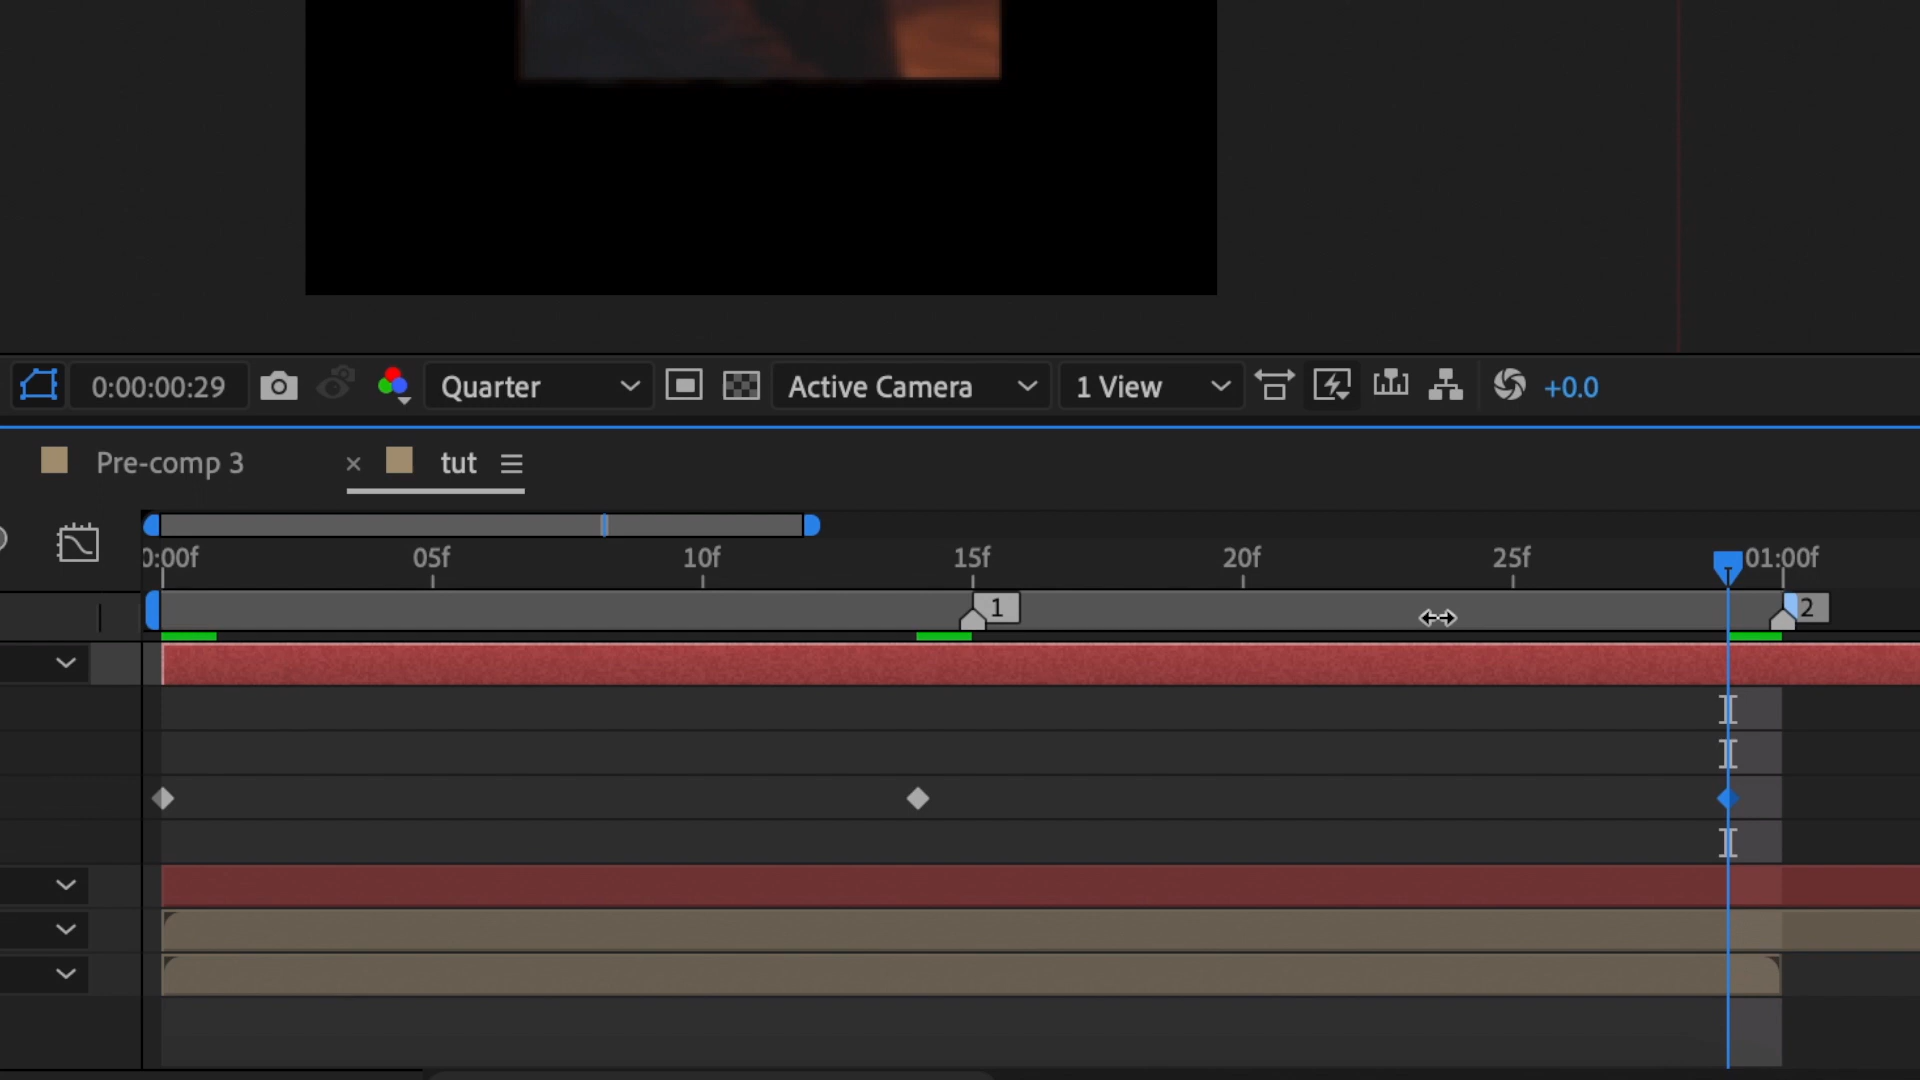 0:00:00:29 Quarter Active Camera 1 View +0.0
Pre-comp 3 × tut
0:00f 05f 10f 15f 20f 25f 01:00f
1 2